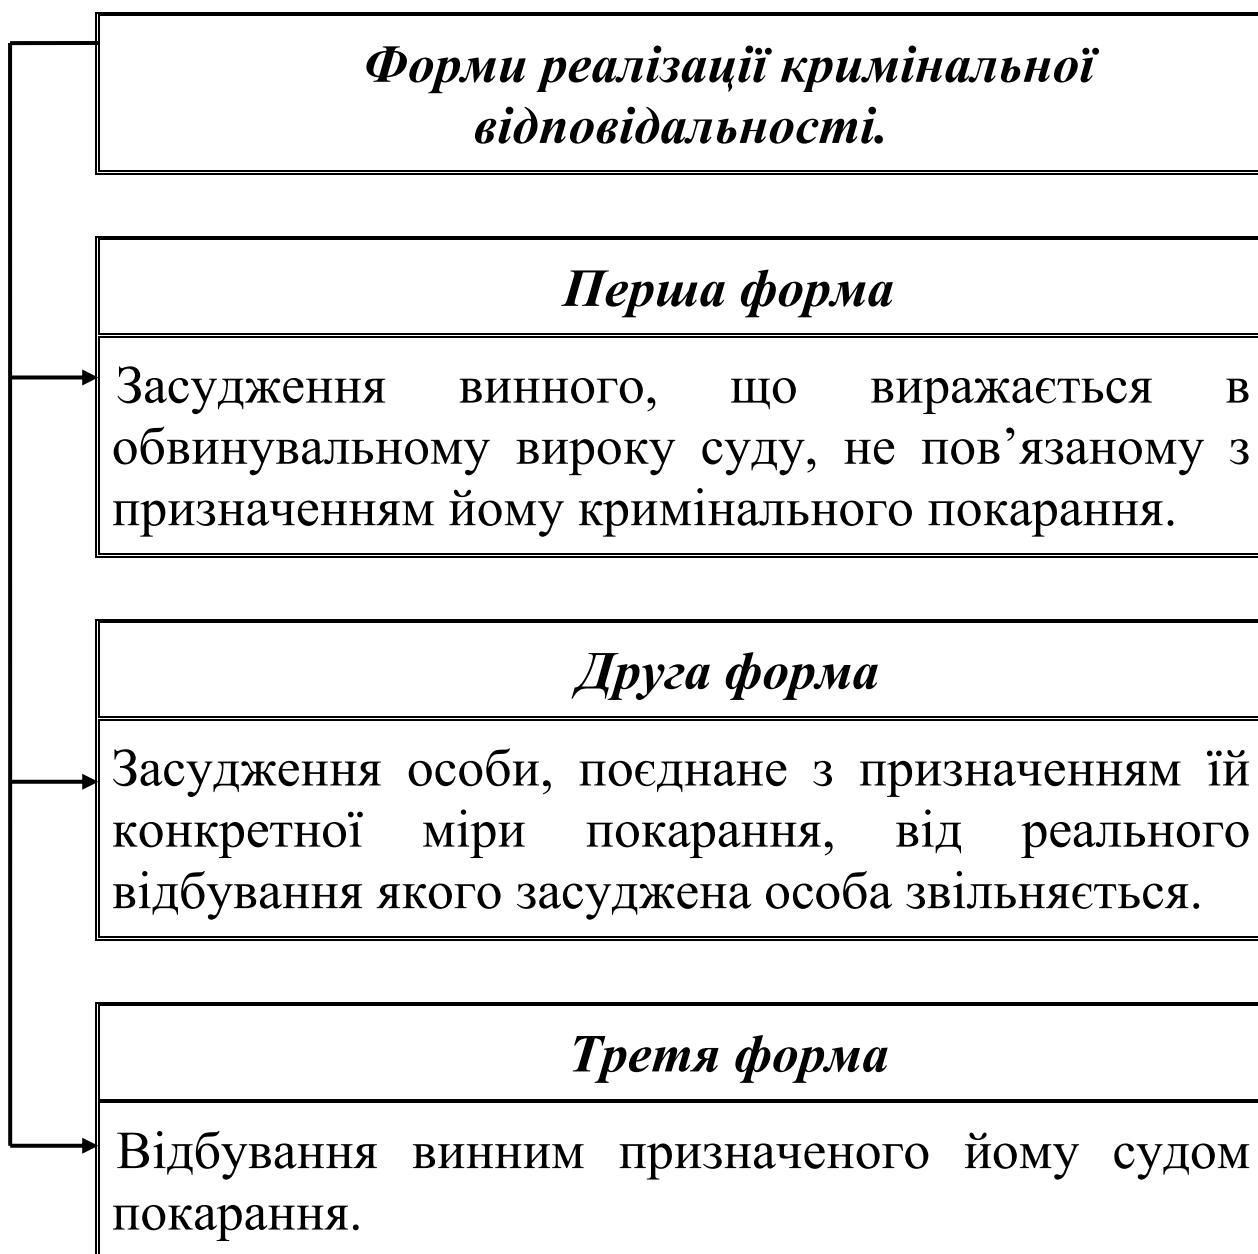 Форми реалізації кримінальної
відповідальності.
Перша форма
Засудження винного, що виражається в
обвинувальному вироку суду, не пов’язаному з
призначенням йому кримінального покарання.
Друга форма
Засудження особи, поєднане з призначенням їй
конкретної міри покарання, від реального
відбування якого засуджена особа звільняється.
Третя форма
Відбування винним призначеного йому судом
покарання.